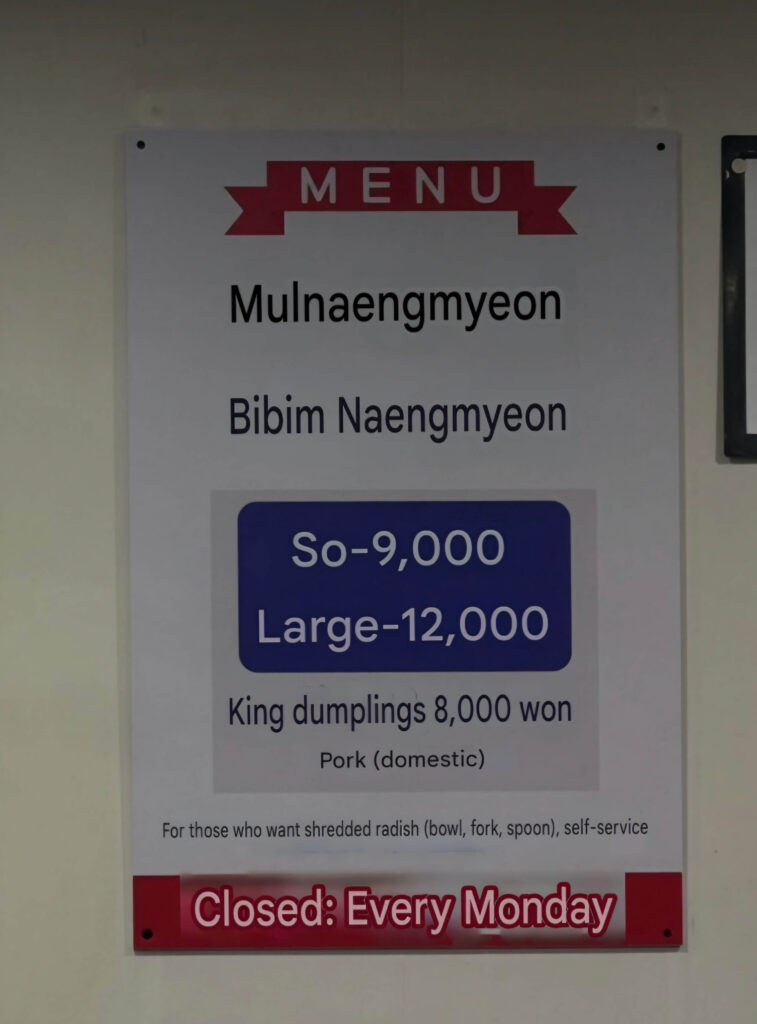 MENU
Mulnaengmyeon
Bibim Naengmyeon
So-9,000
Large-12,000
King dumplings 8,000 won
Pork (domestic)
For those who want shredded radish (bowl, fork, spoon), self-service
Closed: Every Monday